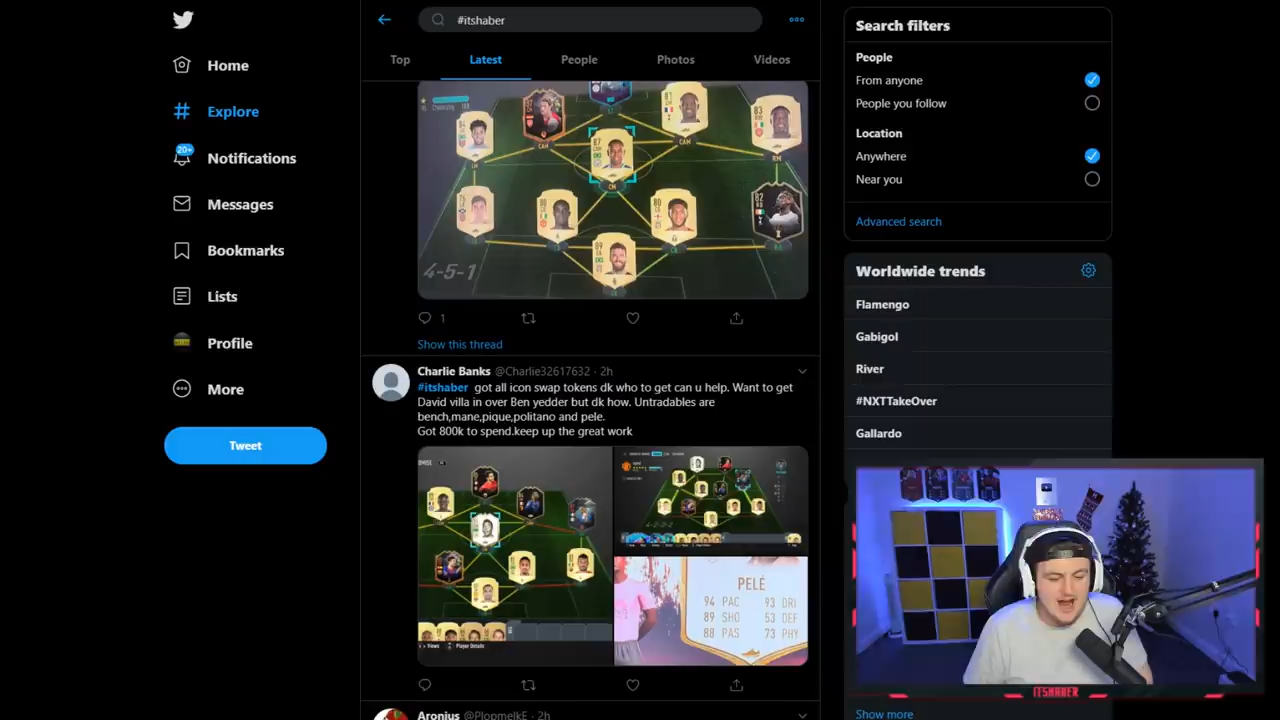 #itshaber
Top
Latest
People
Photos
Videos
Home
Explore
20+
Notifications
Messages
Bookmarks
Lists
Profile
More
Tweet
4-5-1
1
Show this thread
Charlie Banks @Charlie32617632 · 2h
#itshaber got all icon swap tokens dk who to get can u help. Want to get
David villa in over Ben yedder but dk how. Untradables are
bench,mane,pique,politano and pele.
Got 800k to spend.keep up the great work
PELÉ
94 PAC 93 DRI
89 SHO 53 DEF
88 PAS 73 PHY
Views Player Details
Aronjus @PlopmelkE · 2h
Search filters
People
From anyone
People you follow
Location
Anywhere
Near you
Advanced search
Worldwide trends
Flamengo
Gabigol
River
#NXTTakeOver
Gallardo
ITSHABER
Show more